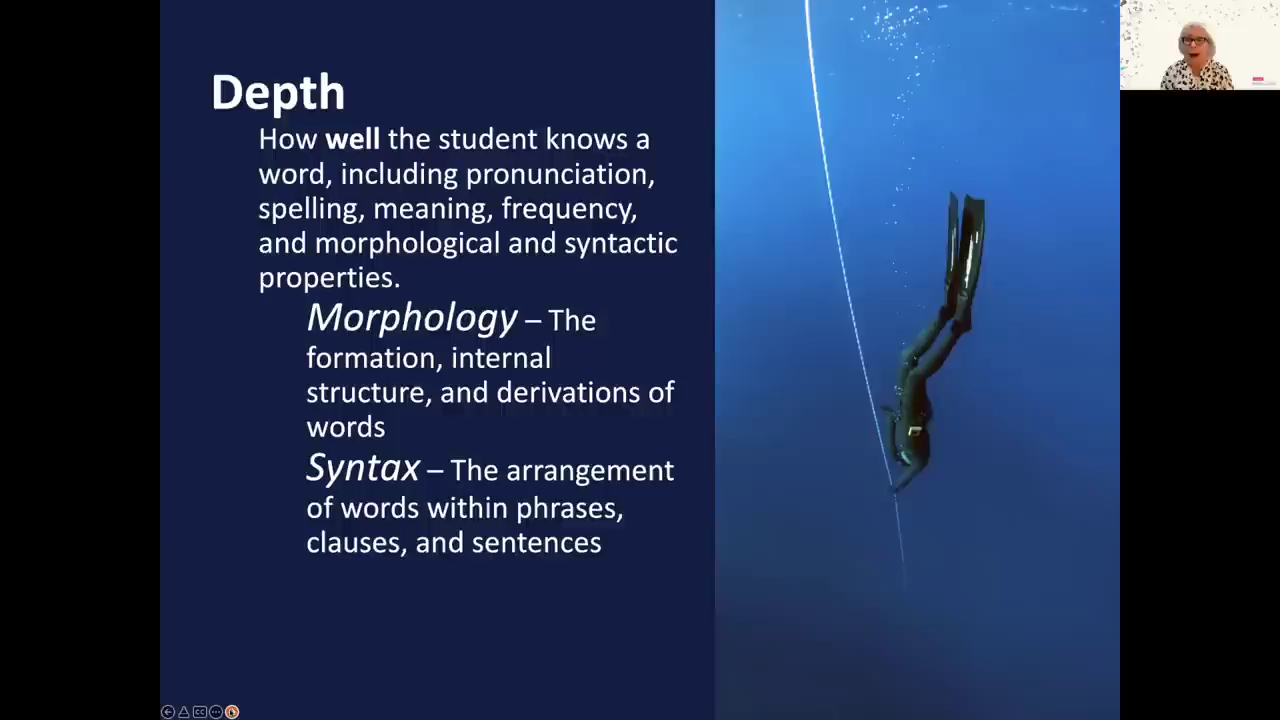 Depth
How well the student knows a
word, including pronunciation,
spelling, meaning, frequency,
and morphological and syntactic
properties.
Morphology – The
formation, internal
structure, and derivations of
words
Syntax – The arrangement
of words within phrases,
clauses, and sentences